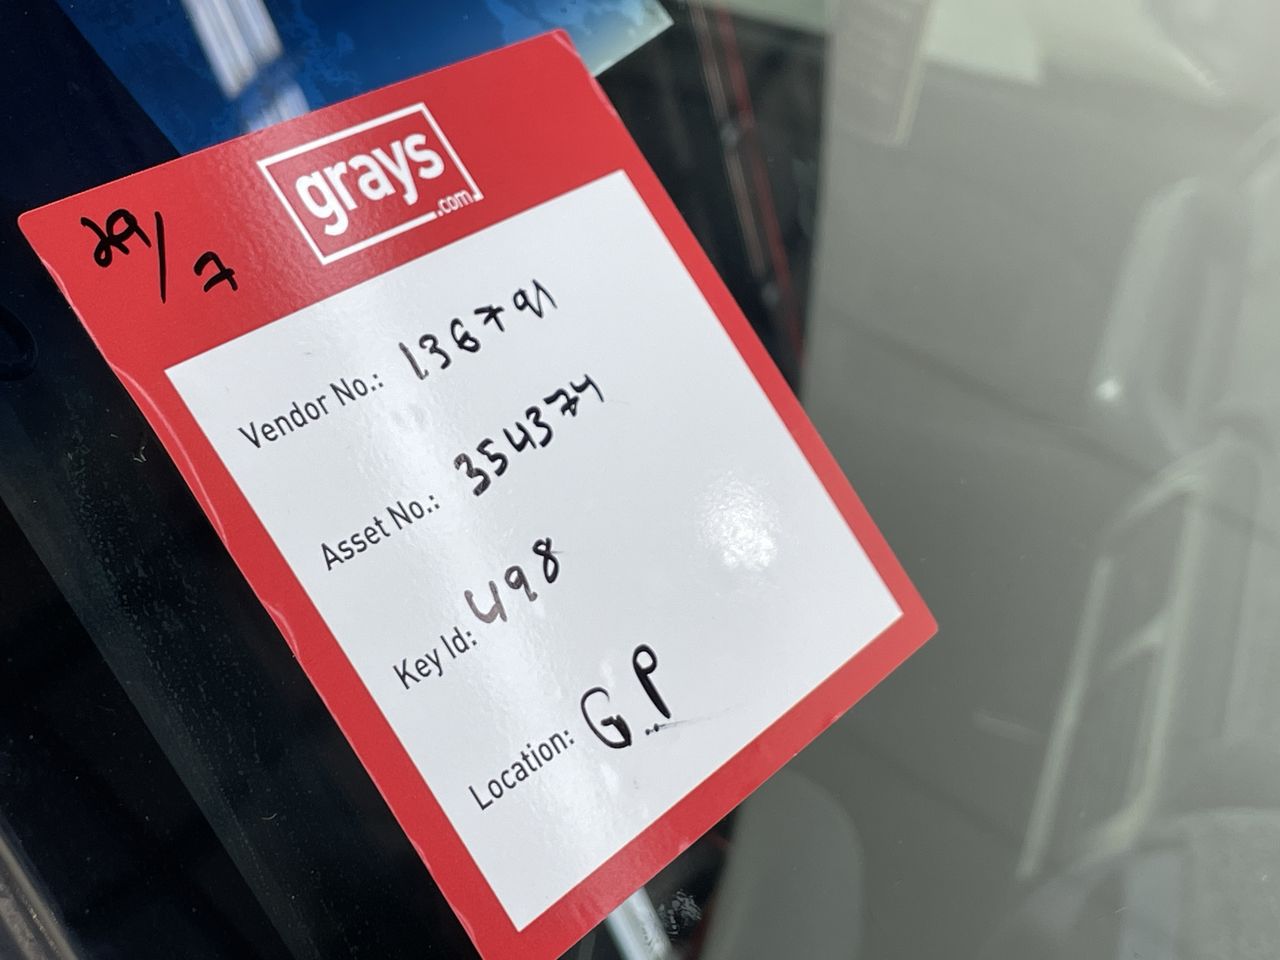 grays
.com
29/7
Vendor No.: 136791
Asset No.: 354374
Key Id: 498
Location: GP